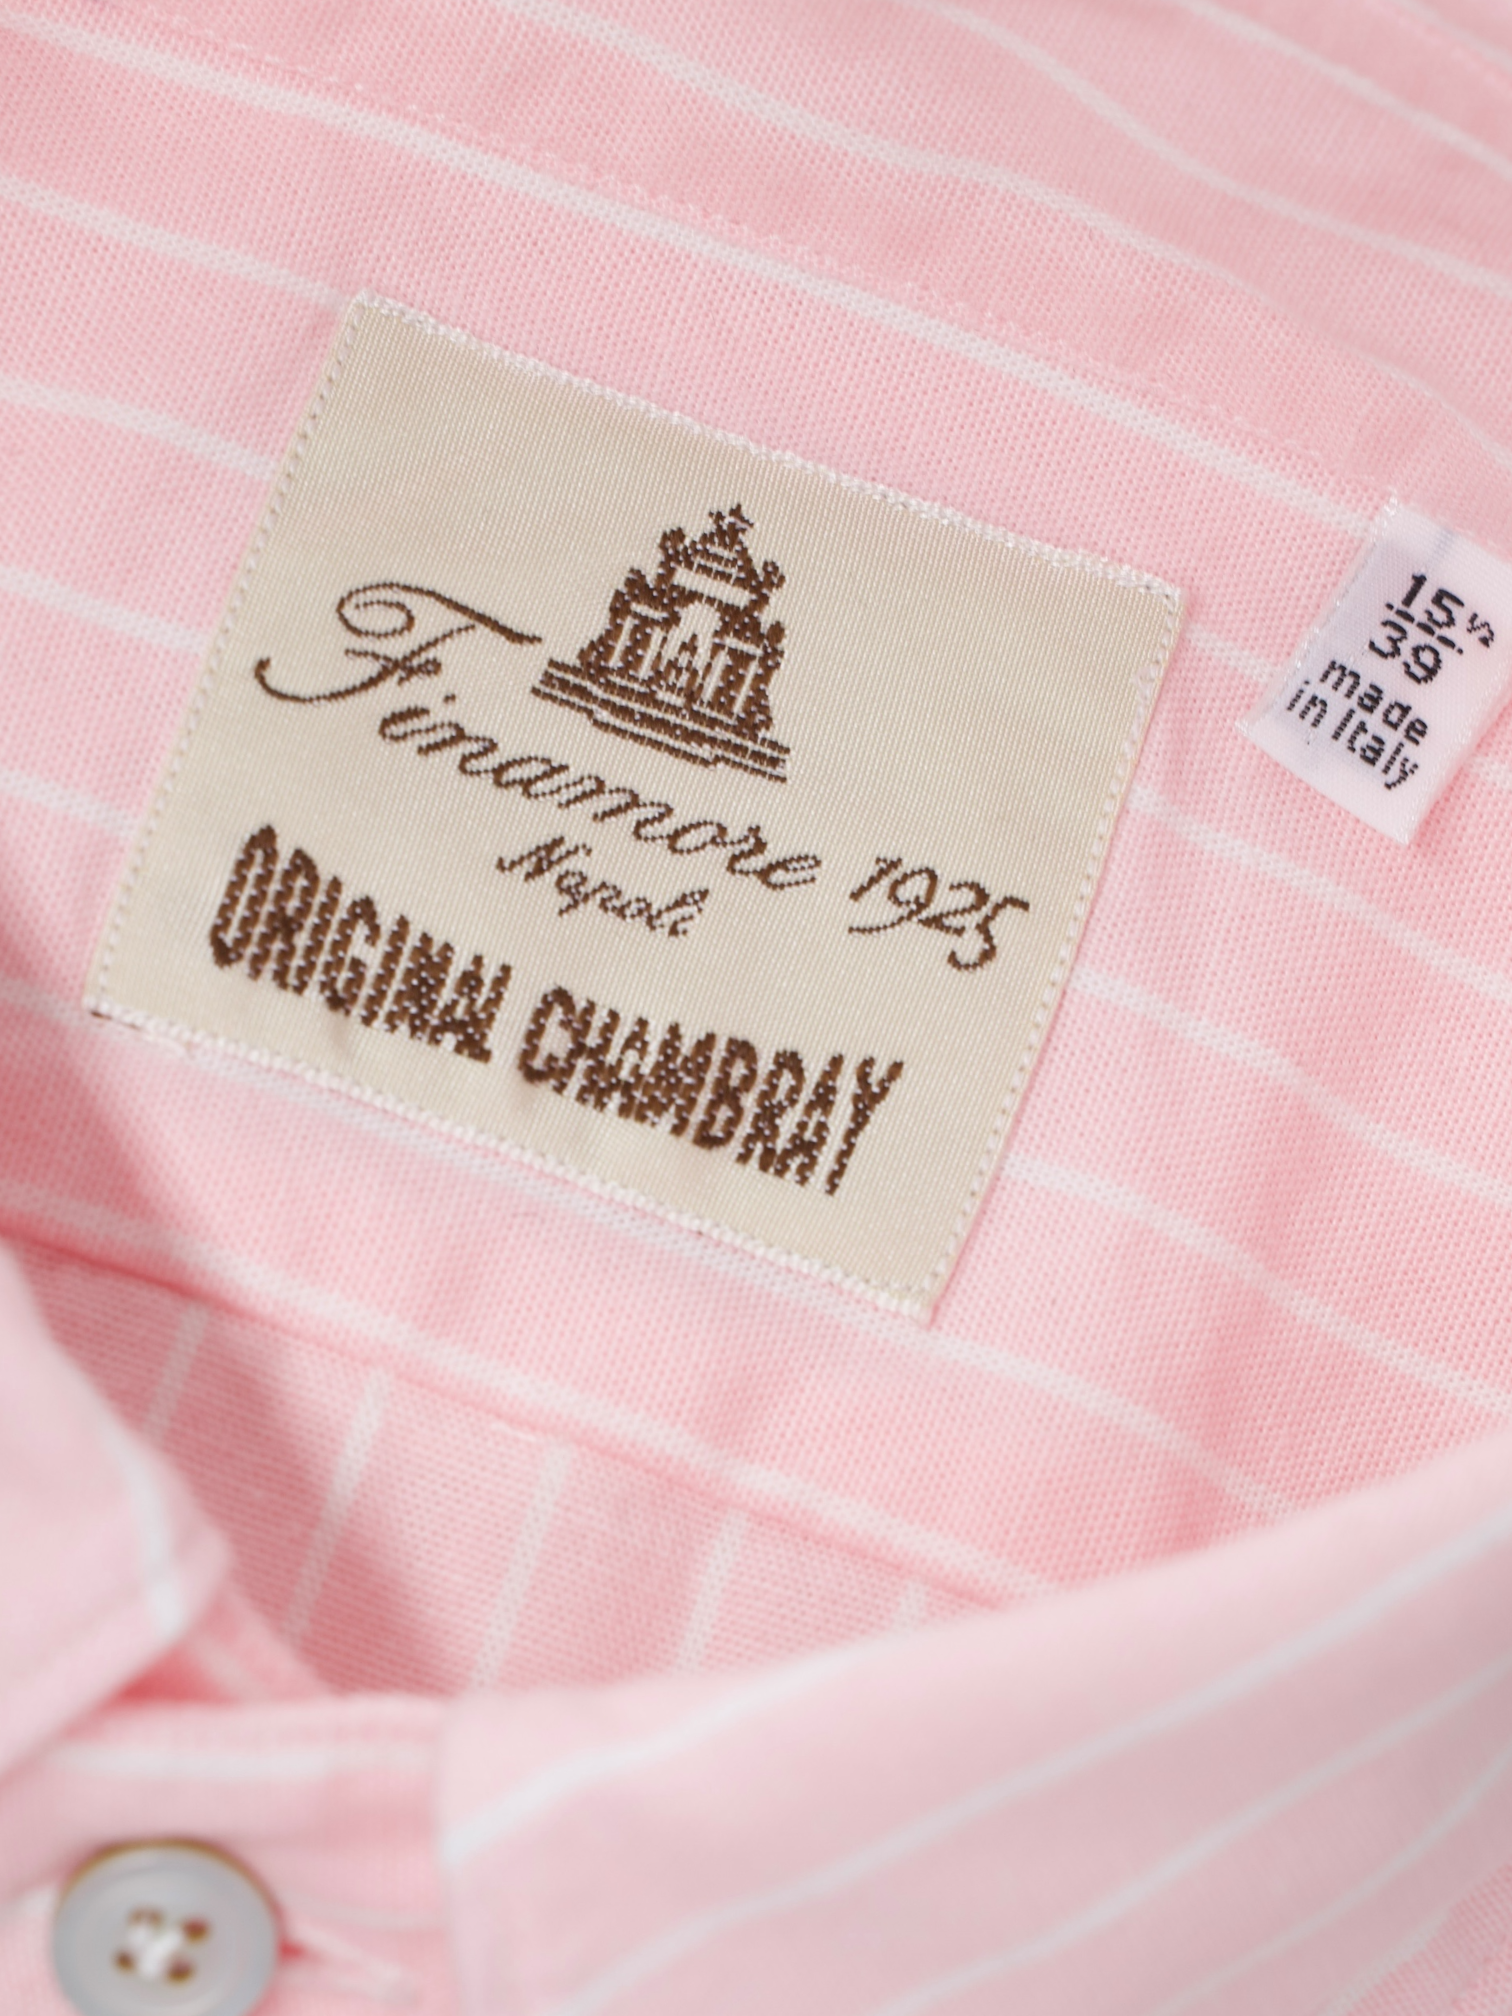 Finamore 1925
Napoli
ORIGINAL CHAMBRAY
15½
39
made
in Italy